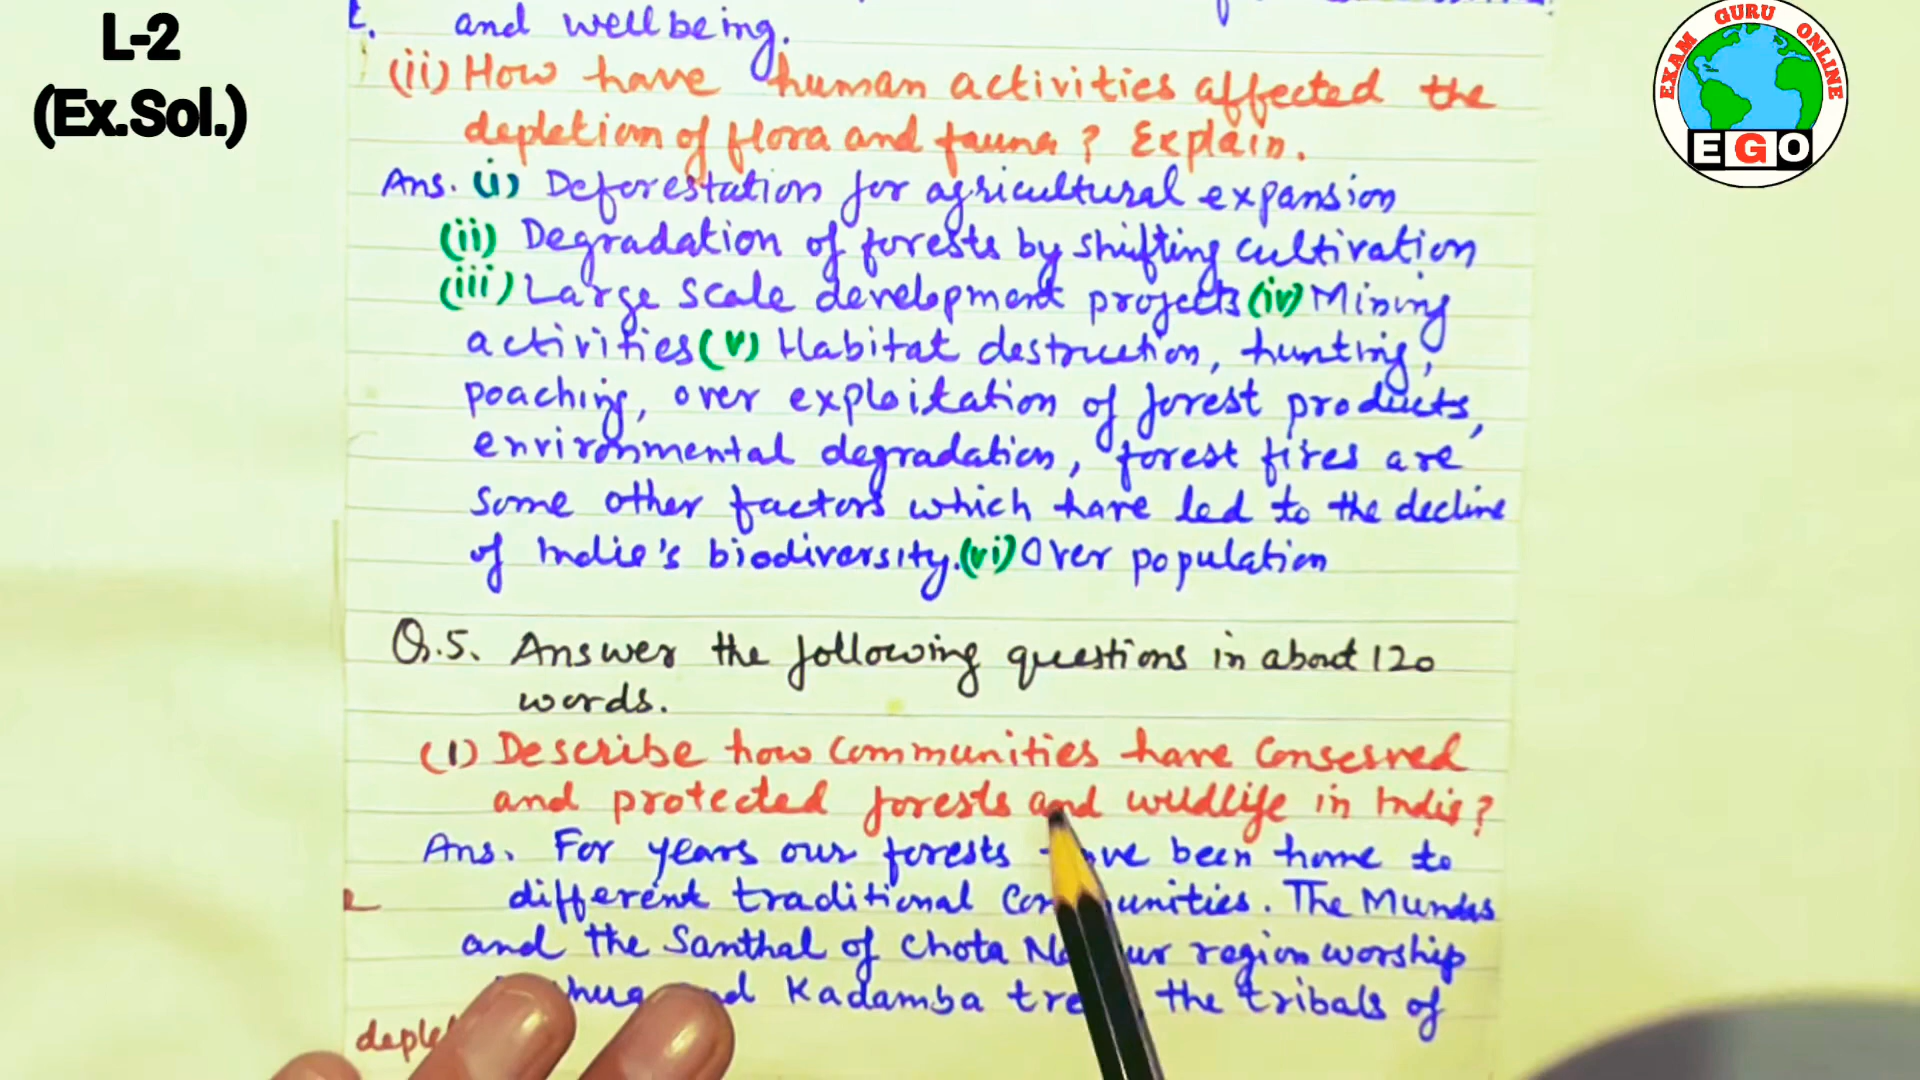 L-2
(Ex.Sol.)
EXAM GURU ONLINE
EGO
and wellbeing.
(ii) How have human activities affected the
depletion of flora and fauna? Explain.
Ans. (i) Deforestation for agricultural expansion
(ii) Degradation of forests by shifting cultivation
(iii) Large scale development projects (iv) Mining
activities (v) Habitat destruction, hunting,
poaching, over exploitation of forest products,
environmental degradation, forest fires are
some other factors which have led to the decline
of India's biodiversity. (vi) Over population
Q.5. Answer the following questions in about 120
words.
(1) Describe how communities have conserved
and protected forests and wildlife in India?
Ans. For years our forests been home to
different traditional The Mundas
and the Santhal of Chota region worship
Kadamba the tribals of